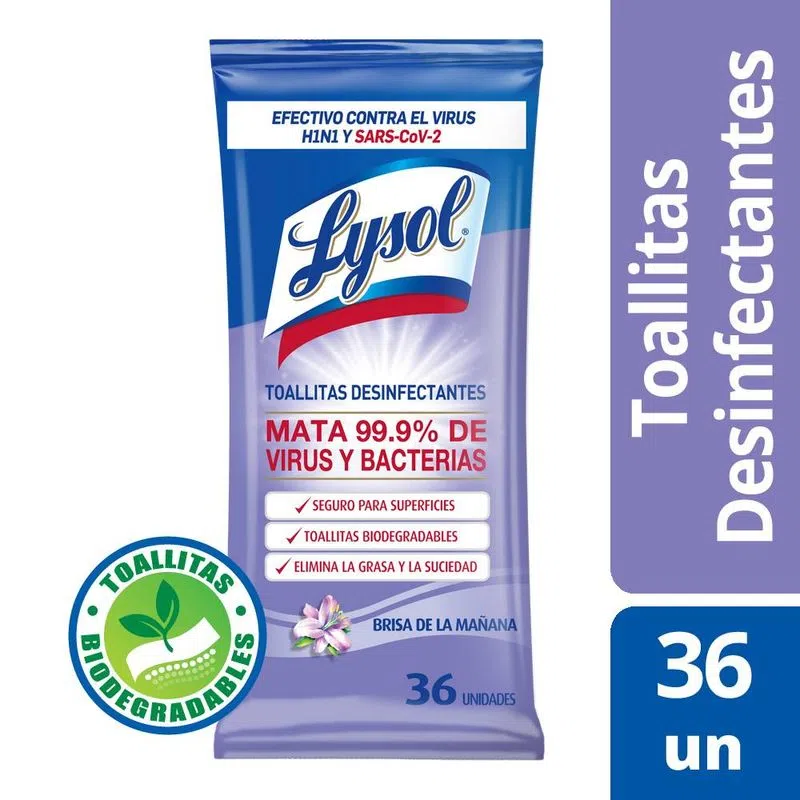 EFECTIVO CONTRA EL VIRUS
H1N1 Y SARS-CoV-2
Lysol®
TOALLITAS DESINFECTANTES
MATA 99.9% DE
VIRUS Y BACTERIAS
✓ SEGURO PARA SUPERFICIES
✓ TOALLITAS BIODEGRADABLES
✓ ELIMINA LA GRASA Y LA SUCIEDAD
BRISA DE LA MAÑANA
36 UNIDADES
TOALLITAS
BIODEGRADABLES
Toallitas
Desinfectantes
36
un